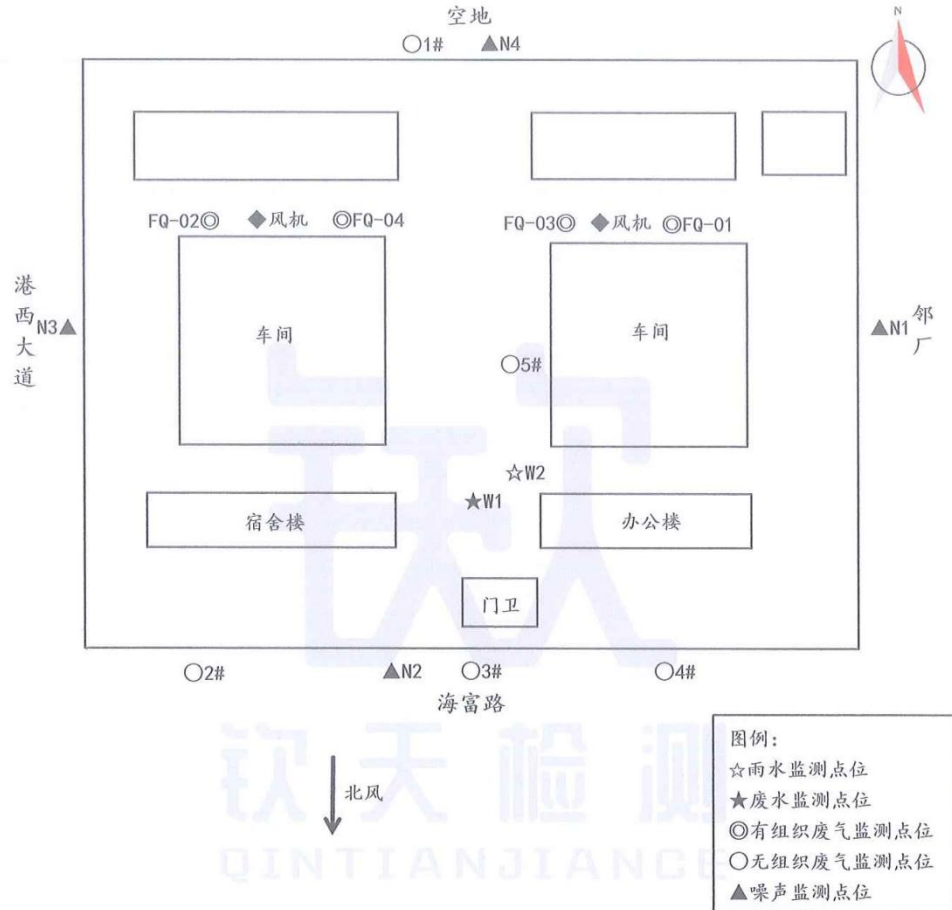 空地
N
○1# ▲N4
FQ-02◎ ◆风机 ◎FQ-04
FQ-03◎ ◆风机 ◎FQ-01
港西大道
N3▲
车间
车间
▲N1
邻厂
○5#
☆W2
★W1
宿舍楼
办公楼
门卫
○2# ▲N2 ○3# ○4#
海富路
北风
钦天检测
QINTIANJIANCE
图例:
☆雨水监测点位
★废水监测点位
◎有组织废气监测点位
○无组织废气监测点位
▲噪声监测点位